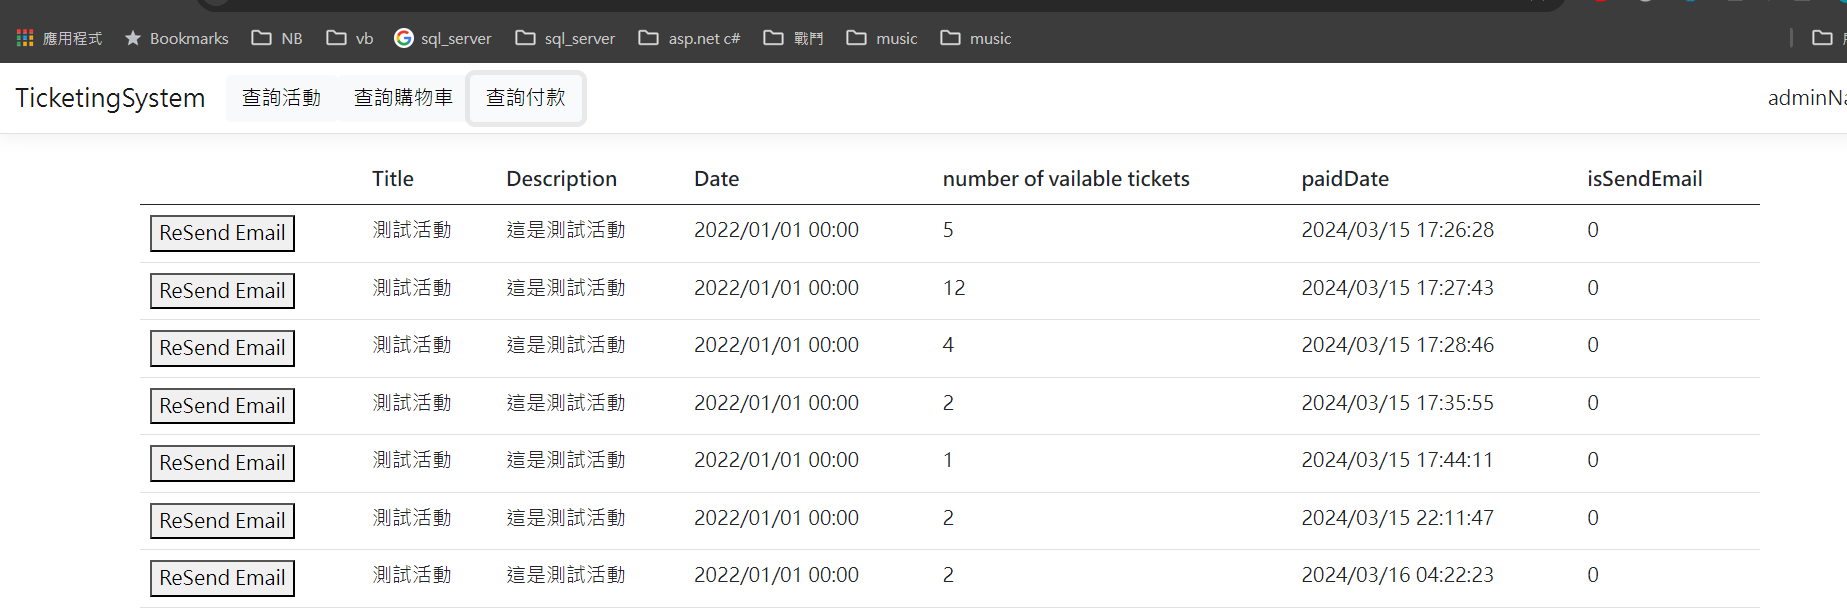 應用程式 Bookmarks NB vb sql_server sql_server asp.net c# 戰鬥 music music
TicketingSystem 查詢活動 查詢購物車 查詢付款 adminNa
Title Description Date number of vailable tickets paidDate isSendEmail
ReSend Email 測試活動 這是測試活動 2022/01/01 00:00 5 2024/03/15 17:26:28 0
ReSend Email 測試活動 這是測試活動 2022/01/01 00:00 12 2024/03/15 17:27:43 0
ReSend Email 測試活動 這是測試活動 2022/01/01 00:00 4 2024/03/15 17:28:46 0
ReSend Email 測試活動 這是測試活動 2022/01/01 00:00 2 2024/03/15 17:35:55 0
ReSend Email 測試活動 這是測試活動 2022/01/01 00:00 1 2024/03/15 17:44:11 0
ReSend Email 測試活動 這是測試活動 2022/01/01 00:00 2 2024/03/15 22:11:47 0
ReSend Email 測試活動 這是測試活動 2022/01/01 00:00 2 2024/03/16 04:22:23 0